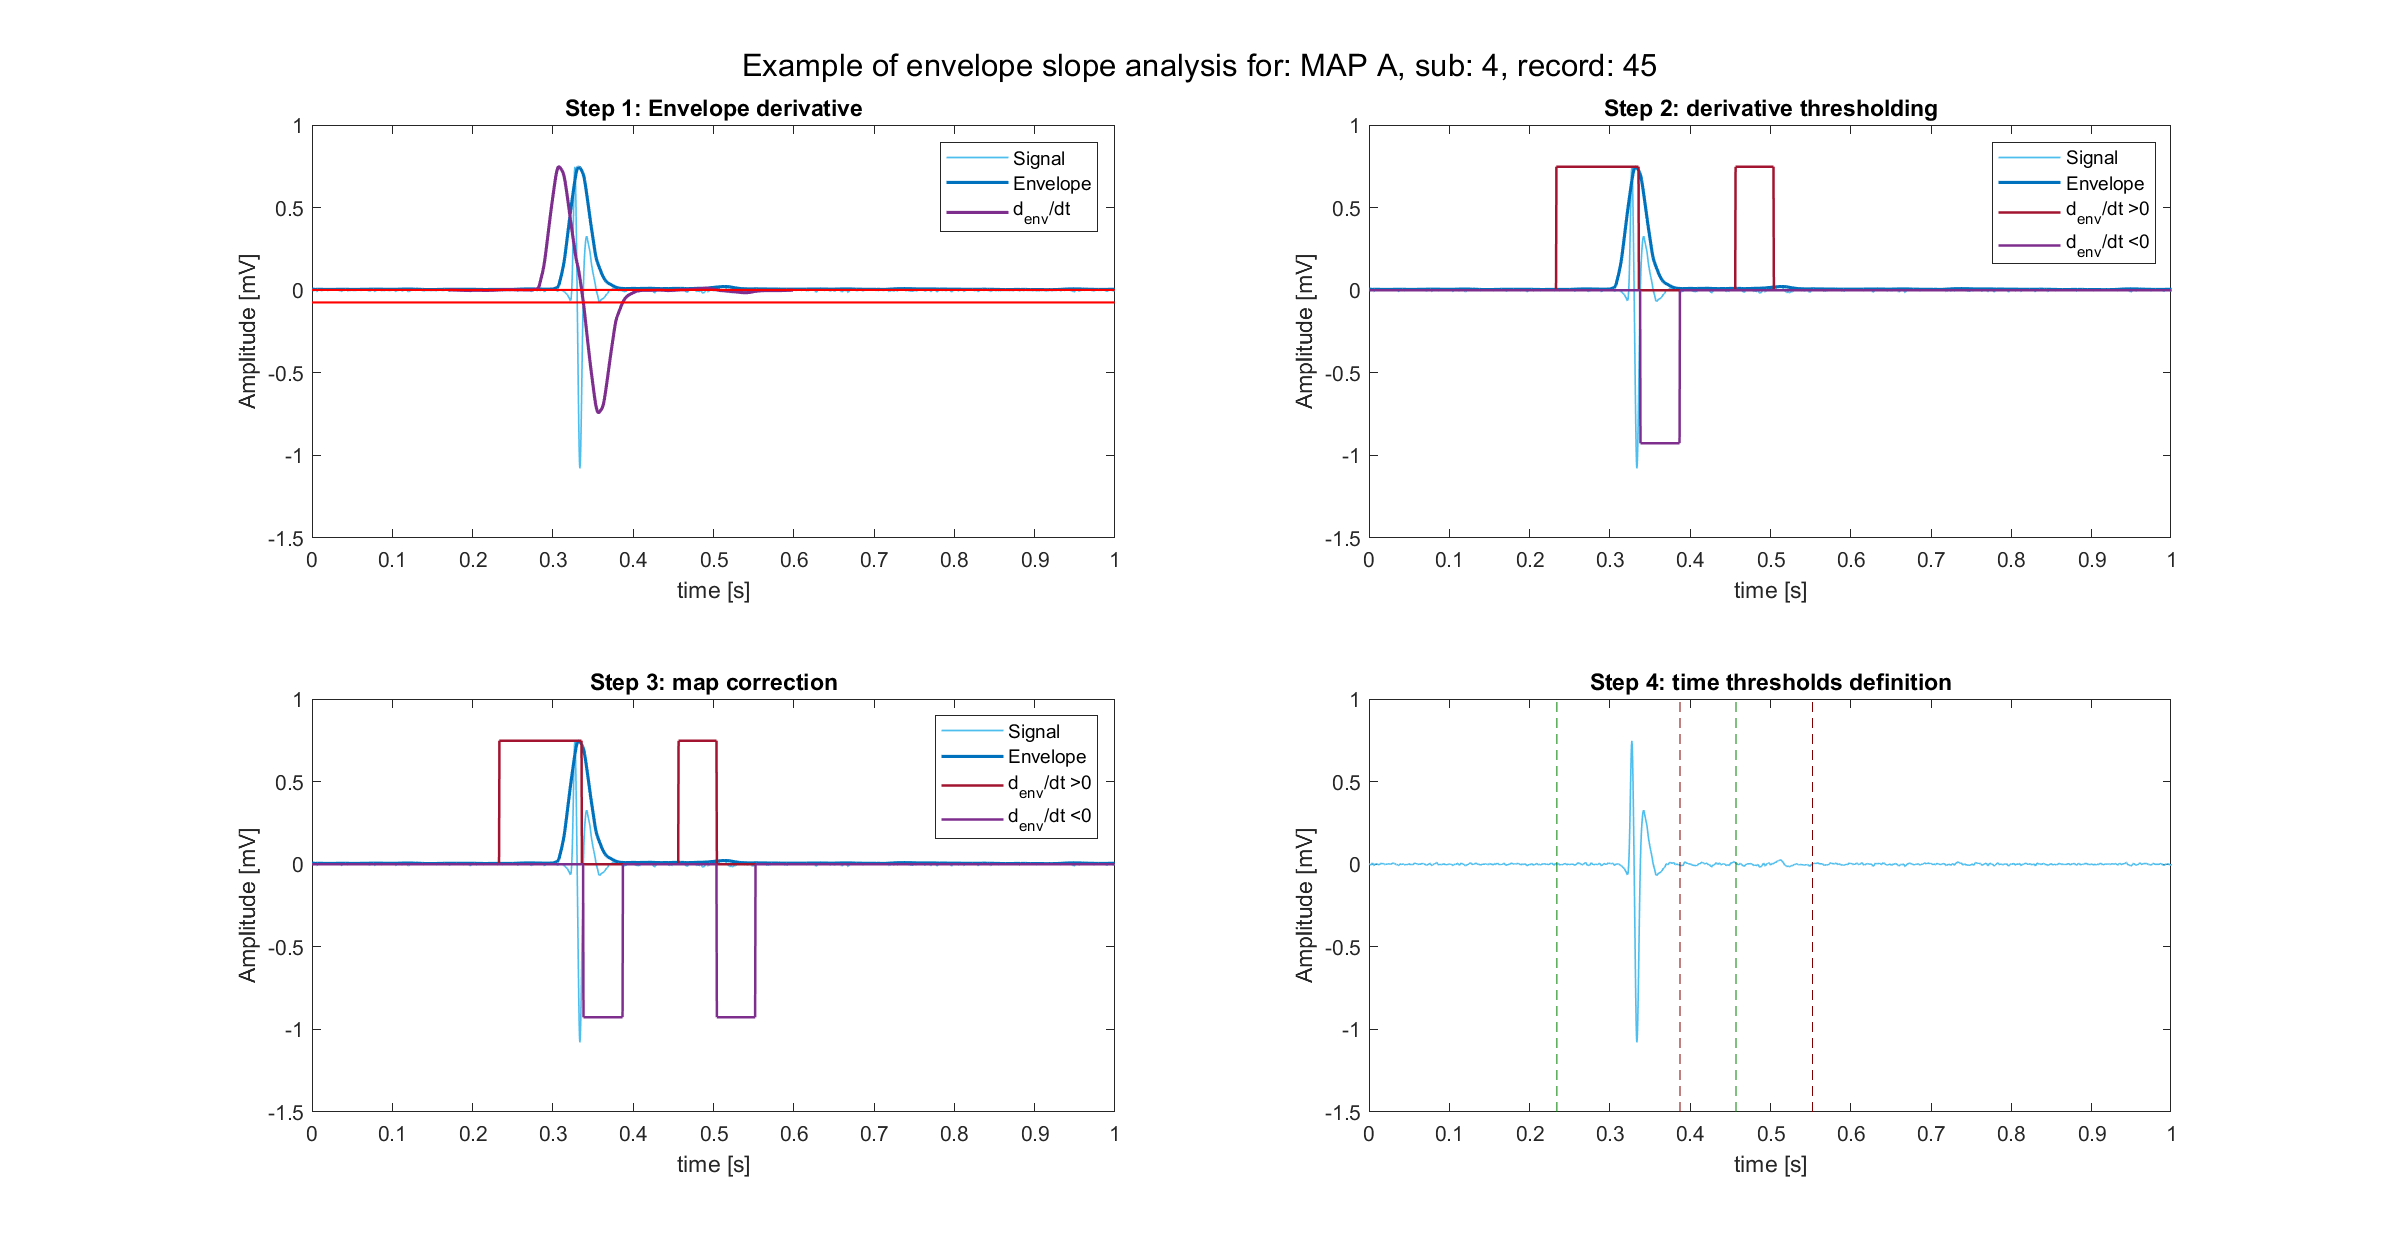 Example of envelope slope analysis for: MAP A, sub: 4, record: 45
Step 1: Envelope derivative
1
0.5
0
-0.5
-1
-1.5
Amplitude [mV]
0 0.1 0.2 0.3 0.4 0.5 0.6 0.7 0.8 0.9 1
time [s]
Signal
Envelope
d_env/dt
Step 2: derivative thresholding
1
0.5
0
-0.5
-1
-1.5
Amplitude [mV]
0 0.1 0.2 0.3 0.4 0.5 0.6 0.7 0.8 0.9 1
time [s]
Signal
Envelope
d_env/dt >0
d_env/dt <0
Step 3: map correction
1
0.5
0
-0.5
-1
-1.5
Amplitude [mV]
0 0.1 0.2 0.3 0.4 0.5 0.6 0.7 0.8 0.9 1
time [s]
Signal
Envelope
d_env/dt >0
d_env/dt <0
Step 4: time thresholds definition
1
0.5
0
-0.5
-1
-1.5
Amplitude [mV]
0 0.1 0.2 0.3 0.4 0.5 0.6 0.7 0.8 0.9 1
time [s]